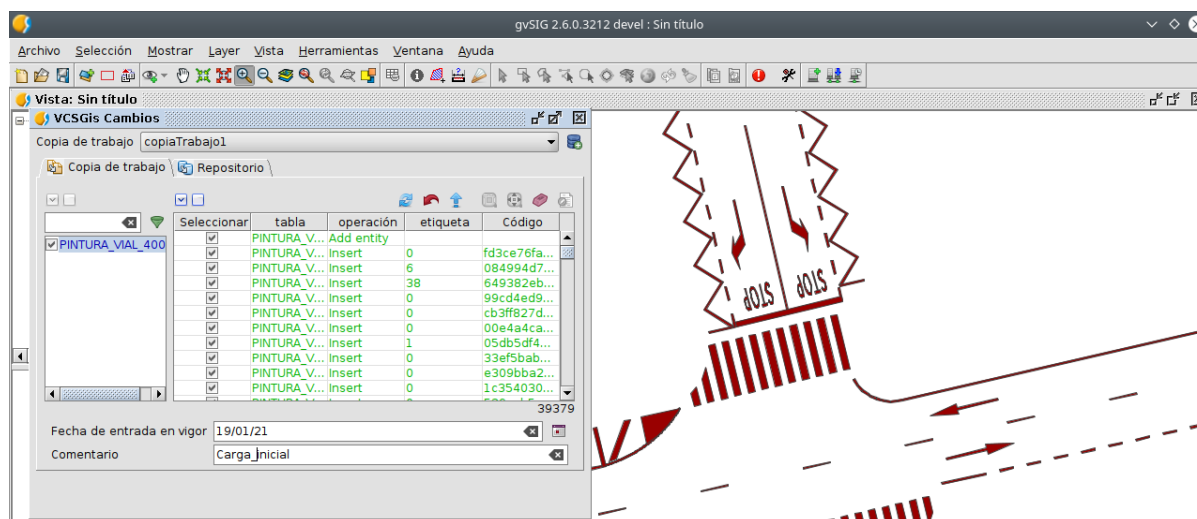 gvSIG 2.6.0.3212 devel : Sin título
Archivo Selección Mostrar Layer Vista Herramientas Ventana Ayuda
Vista: Sin título
VCSGis Cambios
Copia de trabajo copiaTrabajo1
Copia de trabajo Repositorio
Seleccionar tabla operación etiqueta Código
PINTURA_VIAL_400
PINTURA_V... Add entity
PINTURA_V... Insert 0 fd3ce76fa...
PINTURA_V... Insert 6 084994d7...
PINTURA_V... Insert 38 649382eb...
PINTURA_V... Insert 0 99cd4ed9...
PINTURA_V... Insert 0 cb3ff827d...
PINTURA_V... Insert 0 00e4a4ca...
PINTURA_V... Insert 1 05db5df4...
PINTURA_V... Insert 0 33ef5bab...
PINTURA_V... Insert 0 e309bba2...
PINTURA_V... Insert 0 1c354030...
39379
Fecha de entrada en vigor 19/01/21
Comentario Carga_inicial
STOP STOP